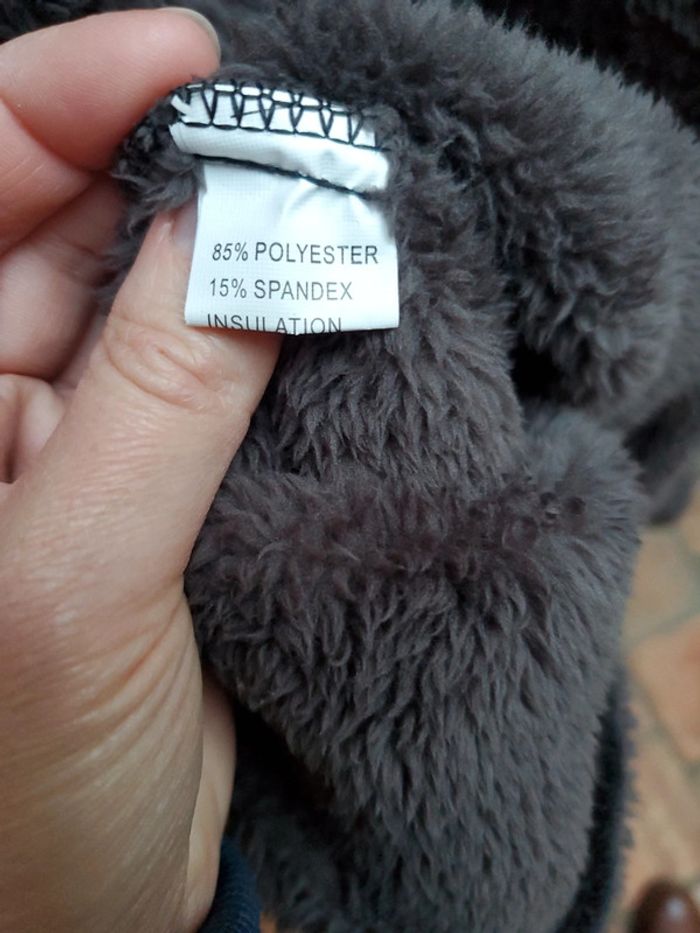 85% POLYESTER
15% SPANDEX
INSULATION